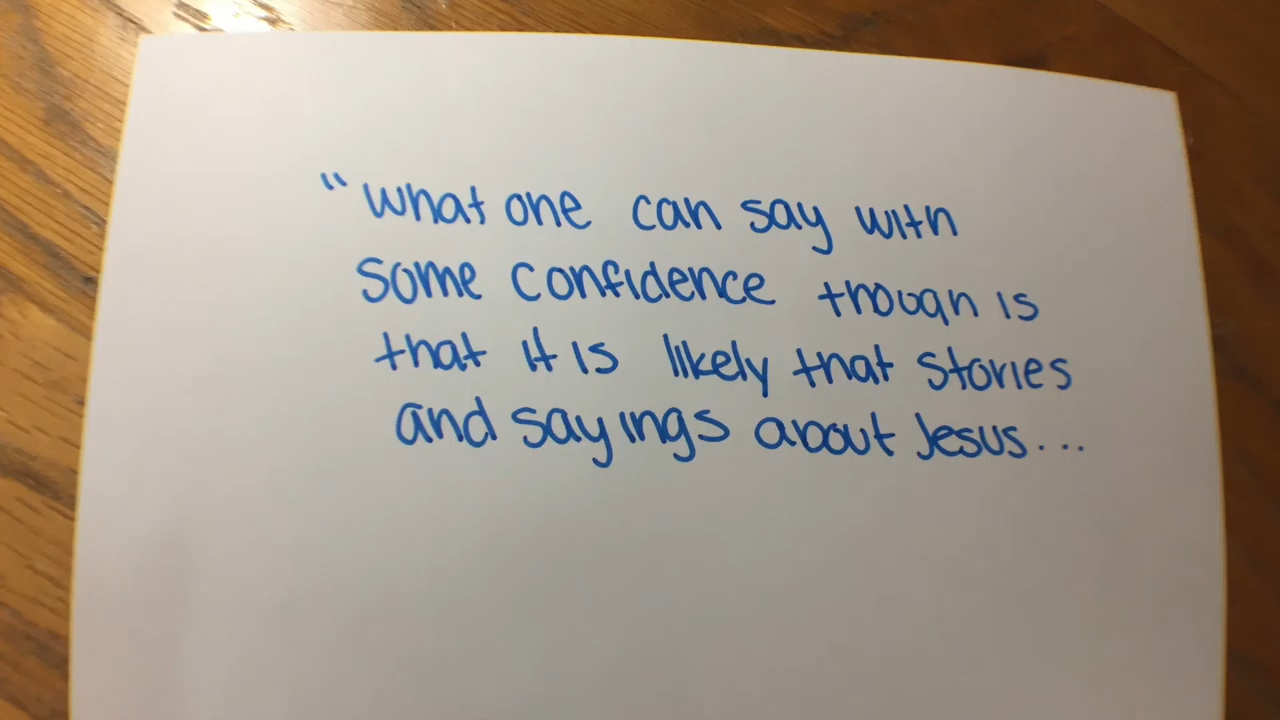 "What one can say with
some confidence though is
that it is likely that stories
and sayings about Jesus...